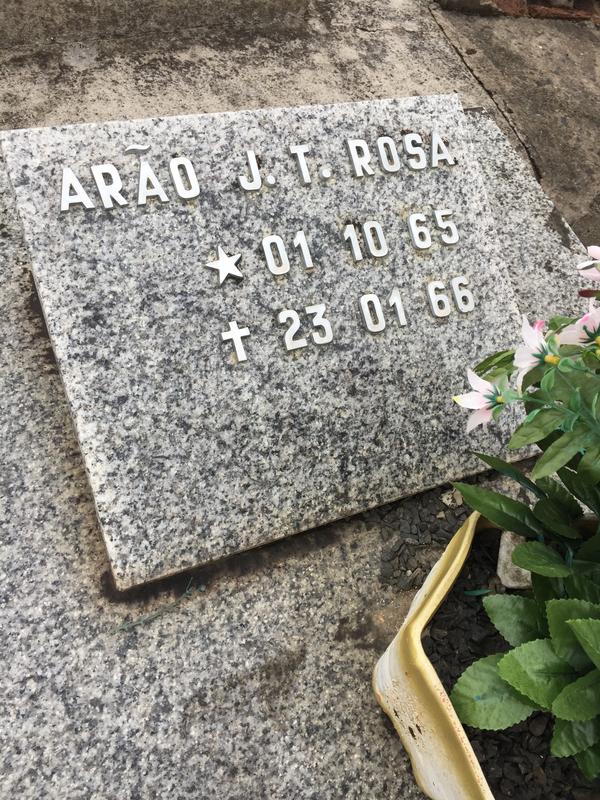 ARÃO J. T. ROSA
★ 01 10 65
✝ 23 01 66